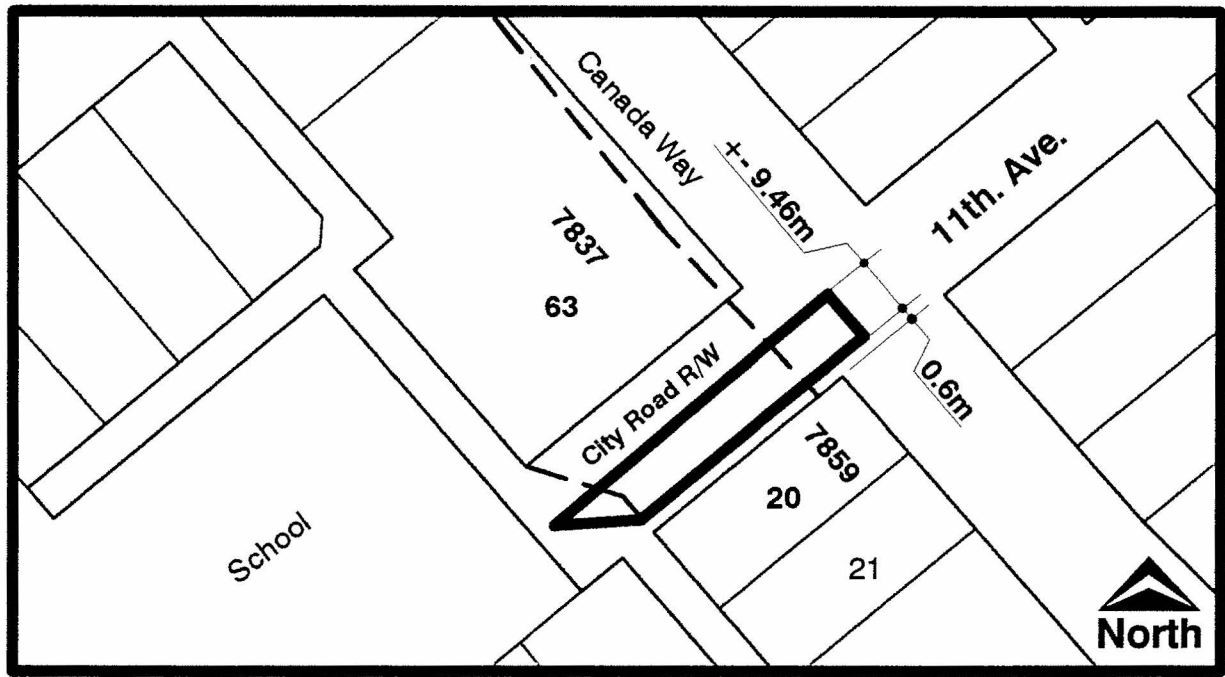 Canada Way
+- 9.46m
11th. Ave.
7837
63
City Road R/W
0.6m
7859
20
21
School
North